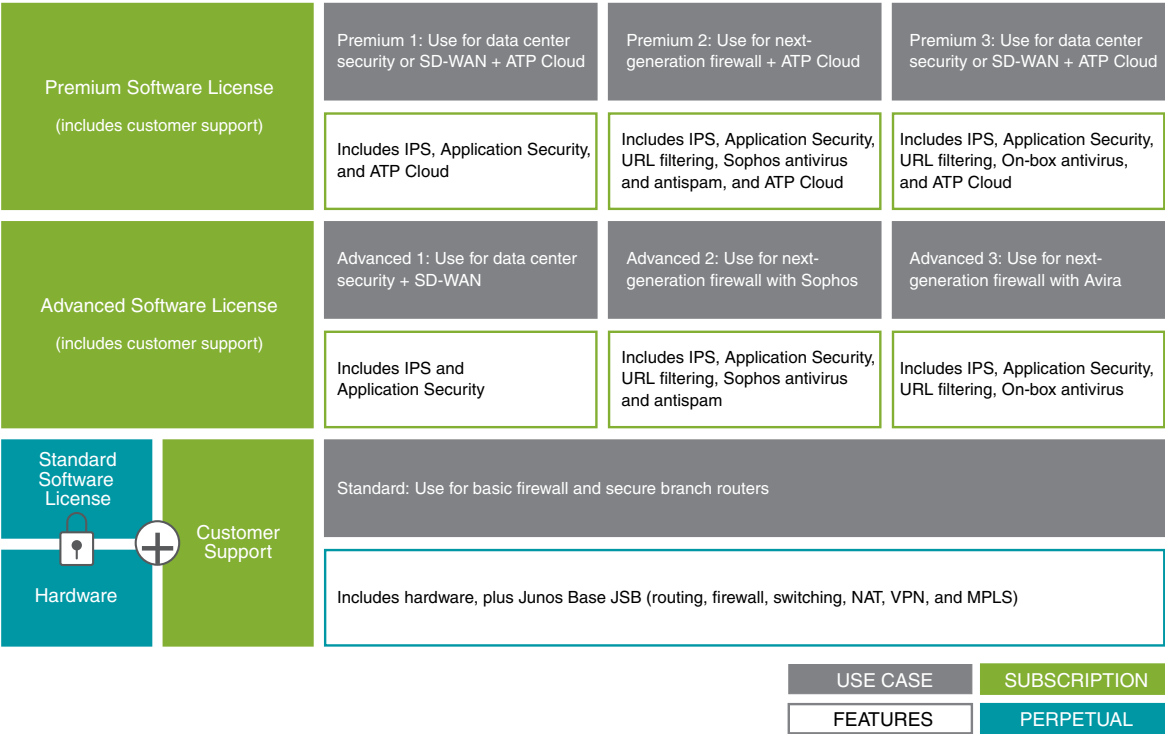 Premium Software License
(includes customer support)
Premium 1: Use for data center
security or SD-WAN + ATP Cloud
Premium 2: Use for next-
generation firewall + ATP Cloud
Premium 3: Use for data center
security or SD-WAN + ATP Cloud
Includes IPS, Application Security,
and ATP Cloud
Includes IPS, Application Security,
URL filtering, Sophos antivirus
and antispam, and ATP Cloud
Includes IPS, Application Security,
URL filtering, On-box antivirus,
and ATP Cloud
Advanced Software License
(includes customer support)
Advanced 1: Use for data center
security + SD-WAN
Advanced 2: Use for next-
generation firewall with Sophos
Advanced 3: Use for next-
generation firewall with Avira
Includes IPS and
Application Security
Includes IPS, Application Security,
URL filtering, Sophos antivirus
and antispam
Includes IPS, Application Security,
URL filtering, On-box antivirus
Standard
Software
License
Hardware
Customer
Support
Standard: Use for basic firewall and secure branch routers
Includes hardware, plus Junos Base JSB (routing, firewall, switching, NAT, VPN, and MPLS)
USE CASE
SUBSCRIPTION
FEATURES
PERPETUAL